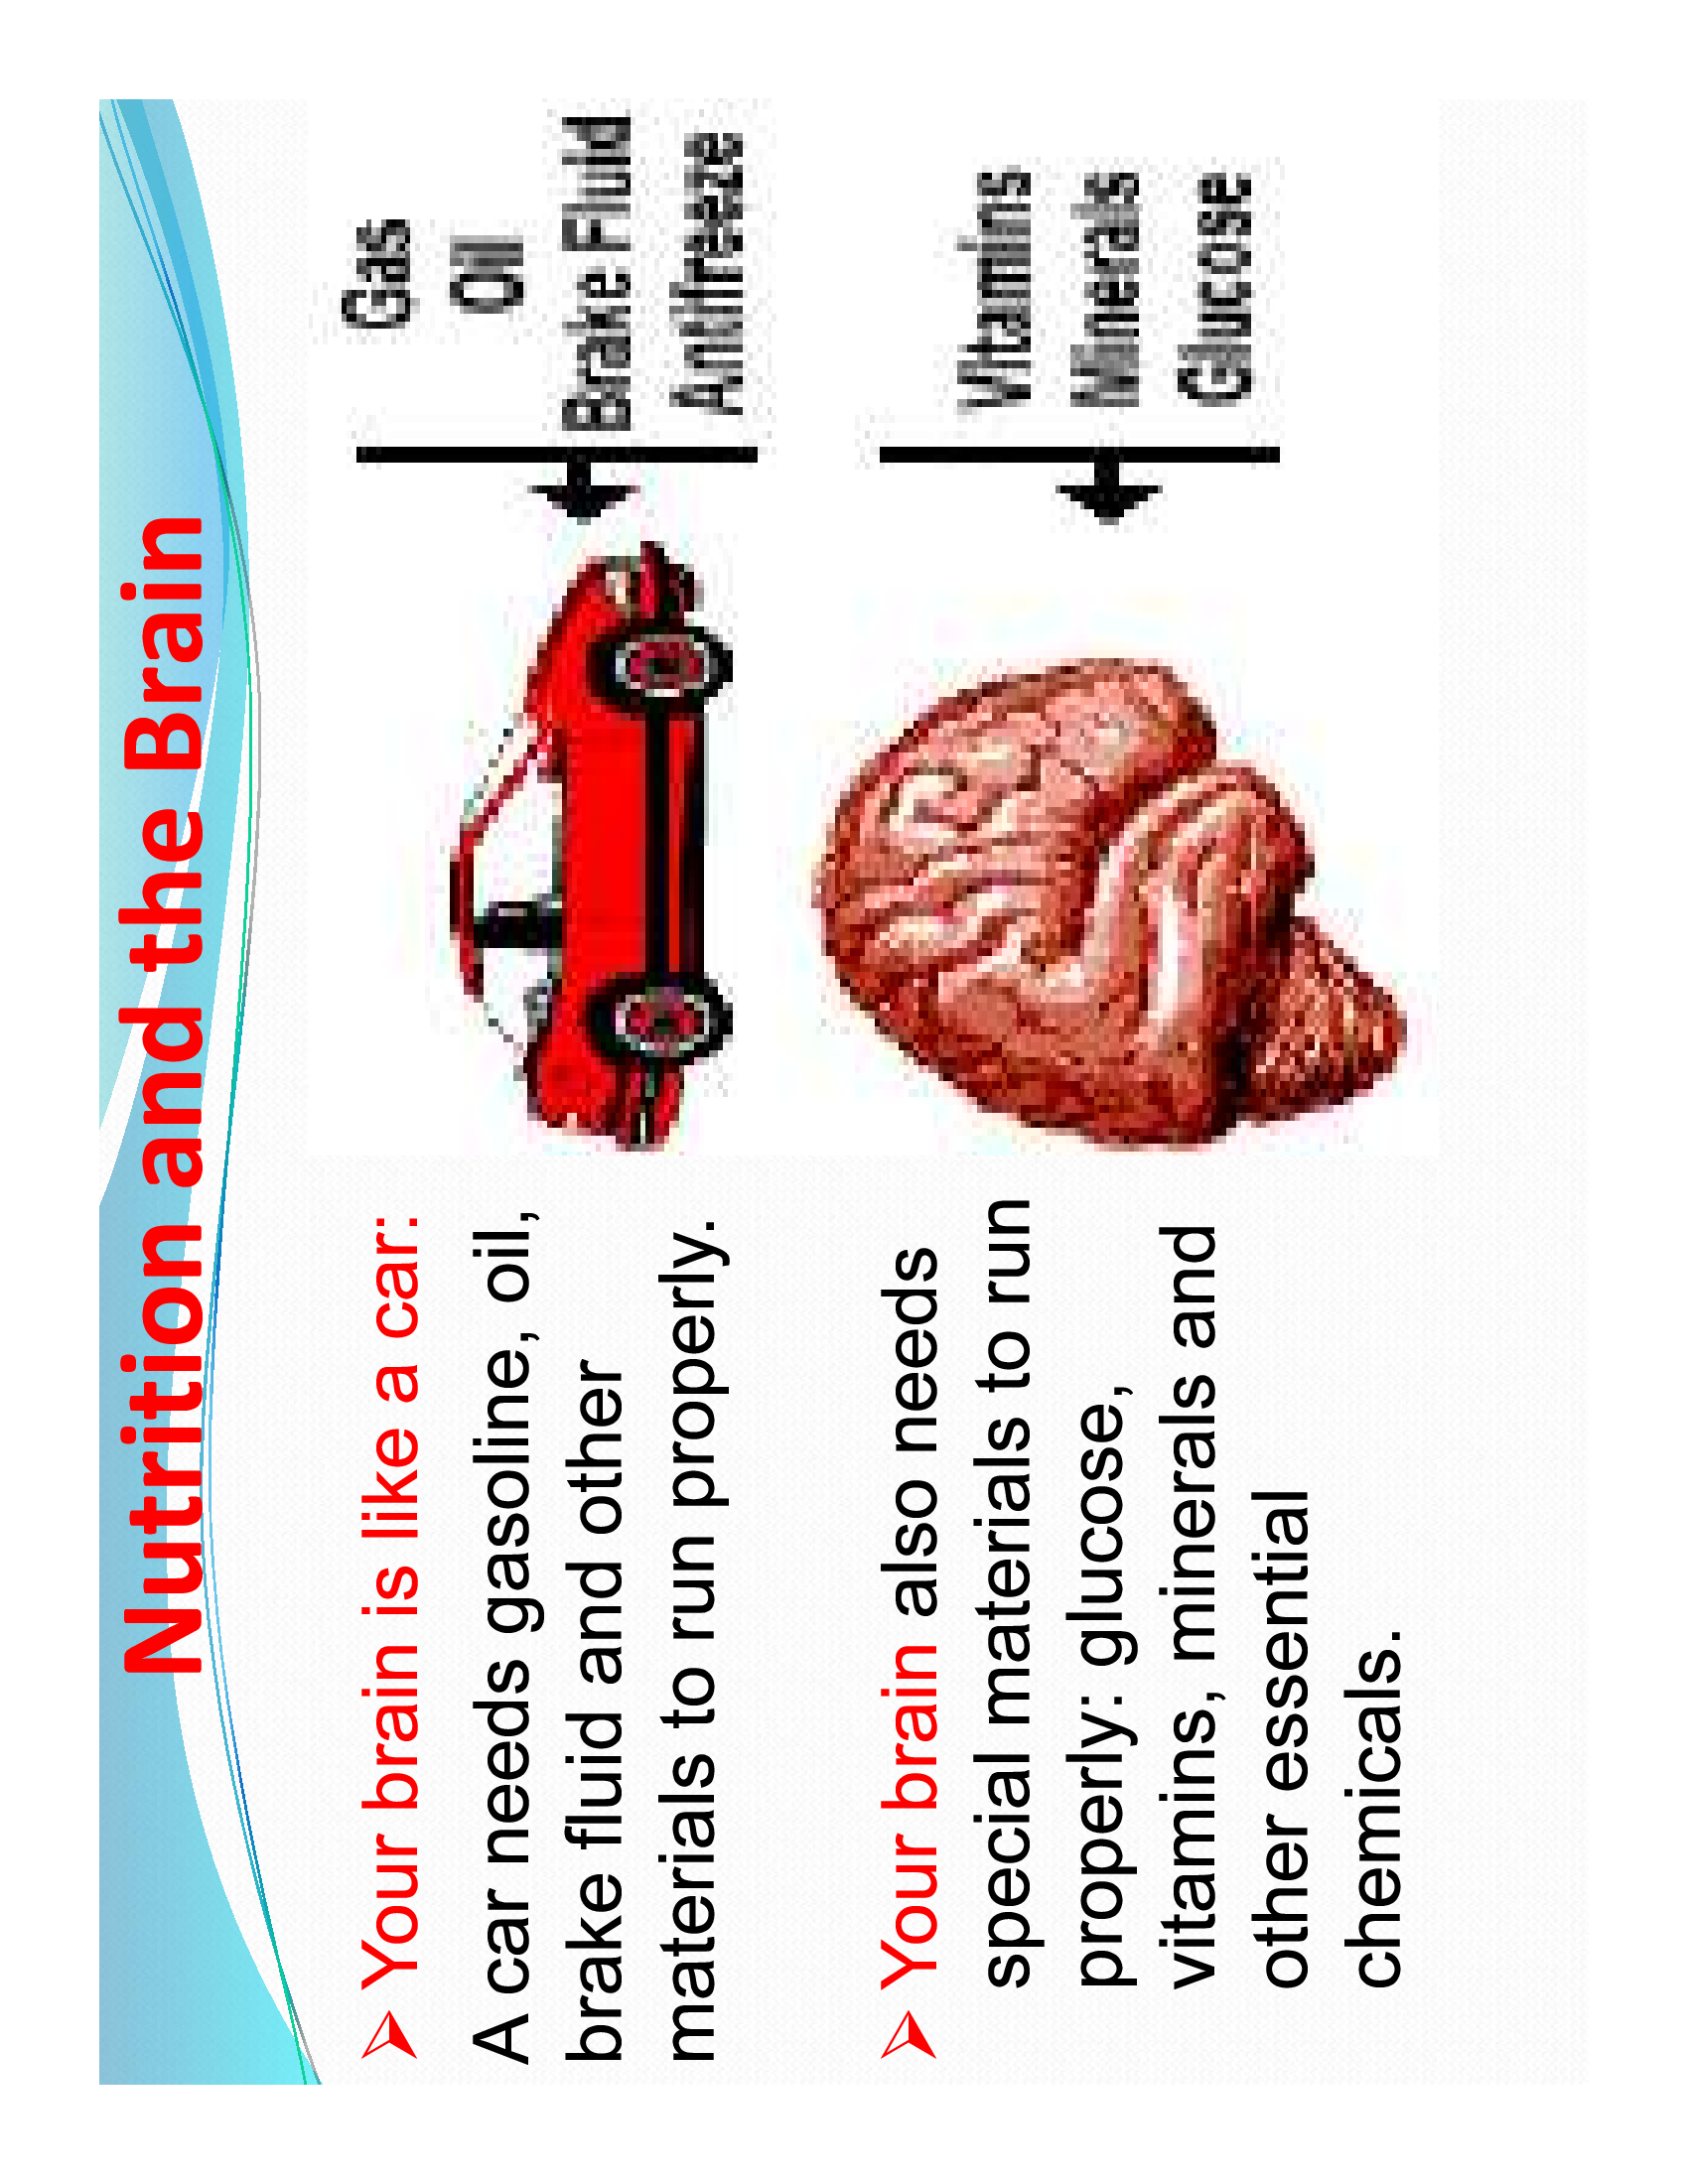 Nutrition and the Brain
➢ Your brain is like a car:
A car needs gasoline, oil,
brake fluid and other
materials to run properly.
➢ Your brain also needs
special materials to run
properly: glucose,
vitamins, minerals and
other essential
chemicals.
Gas
Oil
Brake Fluid
Antifreeze
Vitamins
Minerals
Glucose